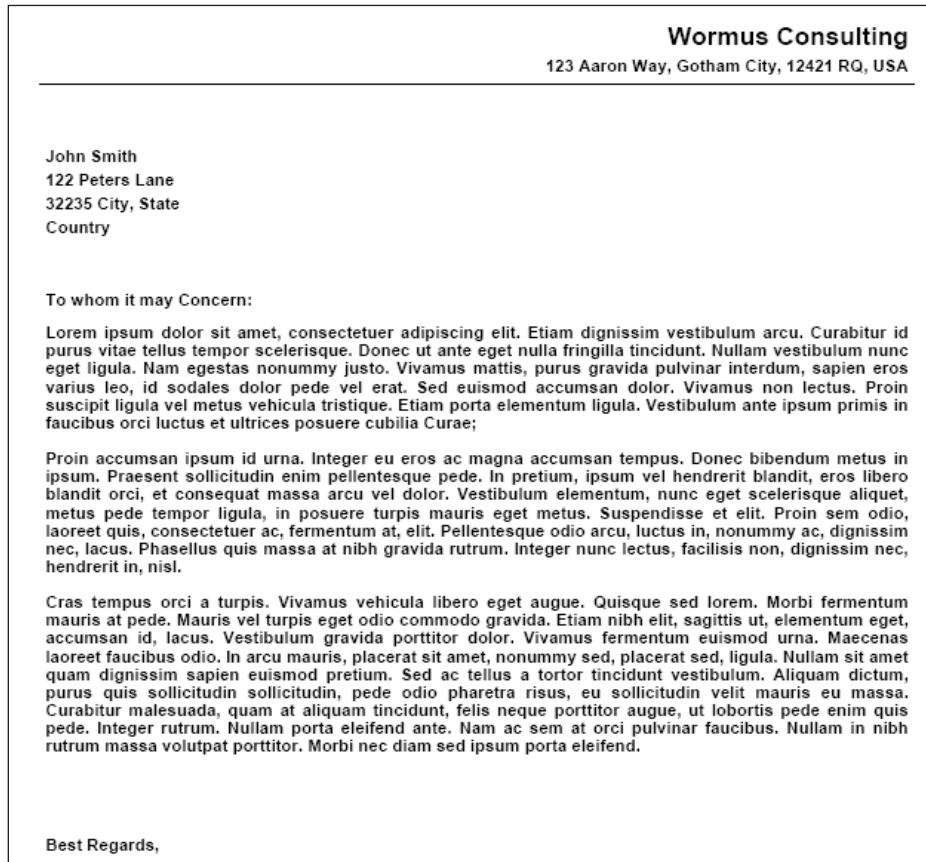 Wormus Consulting
123 Aaron Way, Gotham City, 12421 RQ, USA
John Smith
122 Peters Lane
32235 City, State
Country
To whom it may Concern:
Lorem ipsum dolor sit amet, consectetuer adipiscing elit. Etiam dignissim vestibulum arcu. Curabitur id
purus vitae tellus tempor scelerisque. Donec ut ante eget nulla fringilla tincidunt. Nullam vestibulum nunc
eget ligula. Nam egestas nonummy justo. Vivamus mattis, purus gravida pulvinar interdum, sapien eros
varius leo, id sodales dolor pede vel erat. Sed euismod accumsan dolor. Vivamus non lectus. Proin
suscipit ligula vel metus vehicula tristique. Etiam porta elementum ligula. Vestibulum ante ipsum primis in
faucibus orci luctus et ultrices posuere cubilia Curae;
Proin accumsan ipsum id urna. Integer eu eros ac magna accumsan tempus. Donec bibendum metus in
ipsum. Praesent sollicitudin enim pellentesque pede. In pretium, ipsum vel hendrerit blandit, eros libero
blandit orci, et consequat massa arcu vel dolor. Vestibulum elementum, nunc eget scelerisque aliquet,
metus pede tempor ligula, in posuere turpis mauris eget metus. Suspendisse et elit. Proin sem odio,
laoreet quis, consectetuer ac, fermentum at, elit. Pellentesque odio arcu, luctus in, nonummy ac, dignissim
nec, lacus. Phasellus quis massa at nibh gravida rutrum. Integer nunc lectus, facilisis non, dignissim nec,
hendrerit in, nisl.
Cras tempus orci a turpis. Vivamus vehicula libero eget augue. Quisque sed lorem. Morbi fermentum
mauris at pede. Mauris vel turpis eget odio commodo gravida. Etiam nibh elit, sagittis ut, elementum eget,
accumsan id, lacus. Vestibulum gravida porttitor dolor. Vivamus fermentum euismod urna. Maecenas
laoreet faucibus odio. In arcu mauris, placerat sit amet, nonummy sed, placerat sed, ligula. Nullam sit amet
quam dignissim sapien euismod pretium. Sed ac tellus a tortor tincidunt vestibulum. Aliquam dictum,
purus quis sollicitudin sollicitudin, pede odio pharetra risus, eu sollicitudin velit mauris eu massa.
Curabitur malesuada, quam at aliquam tincidunt, felis neque porttitor augue, ut lobortis pede enim quis
pede. Integer rutrum. Nullam porta eleifend ante. Nam ac sem at orci pulvinar faucibus. Nullam in nibh
rutrum massa volutpat porttitor. Morbi nec diam sed ipsum porta eleifend.
Best Regards,